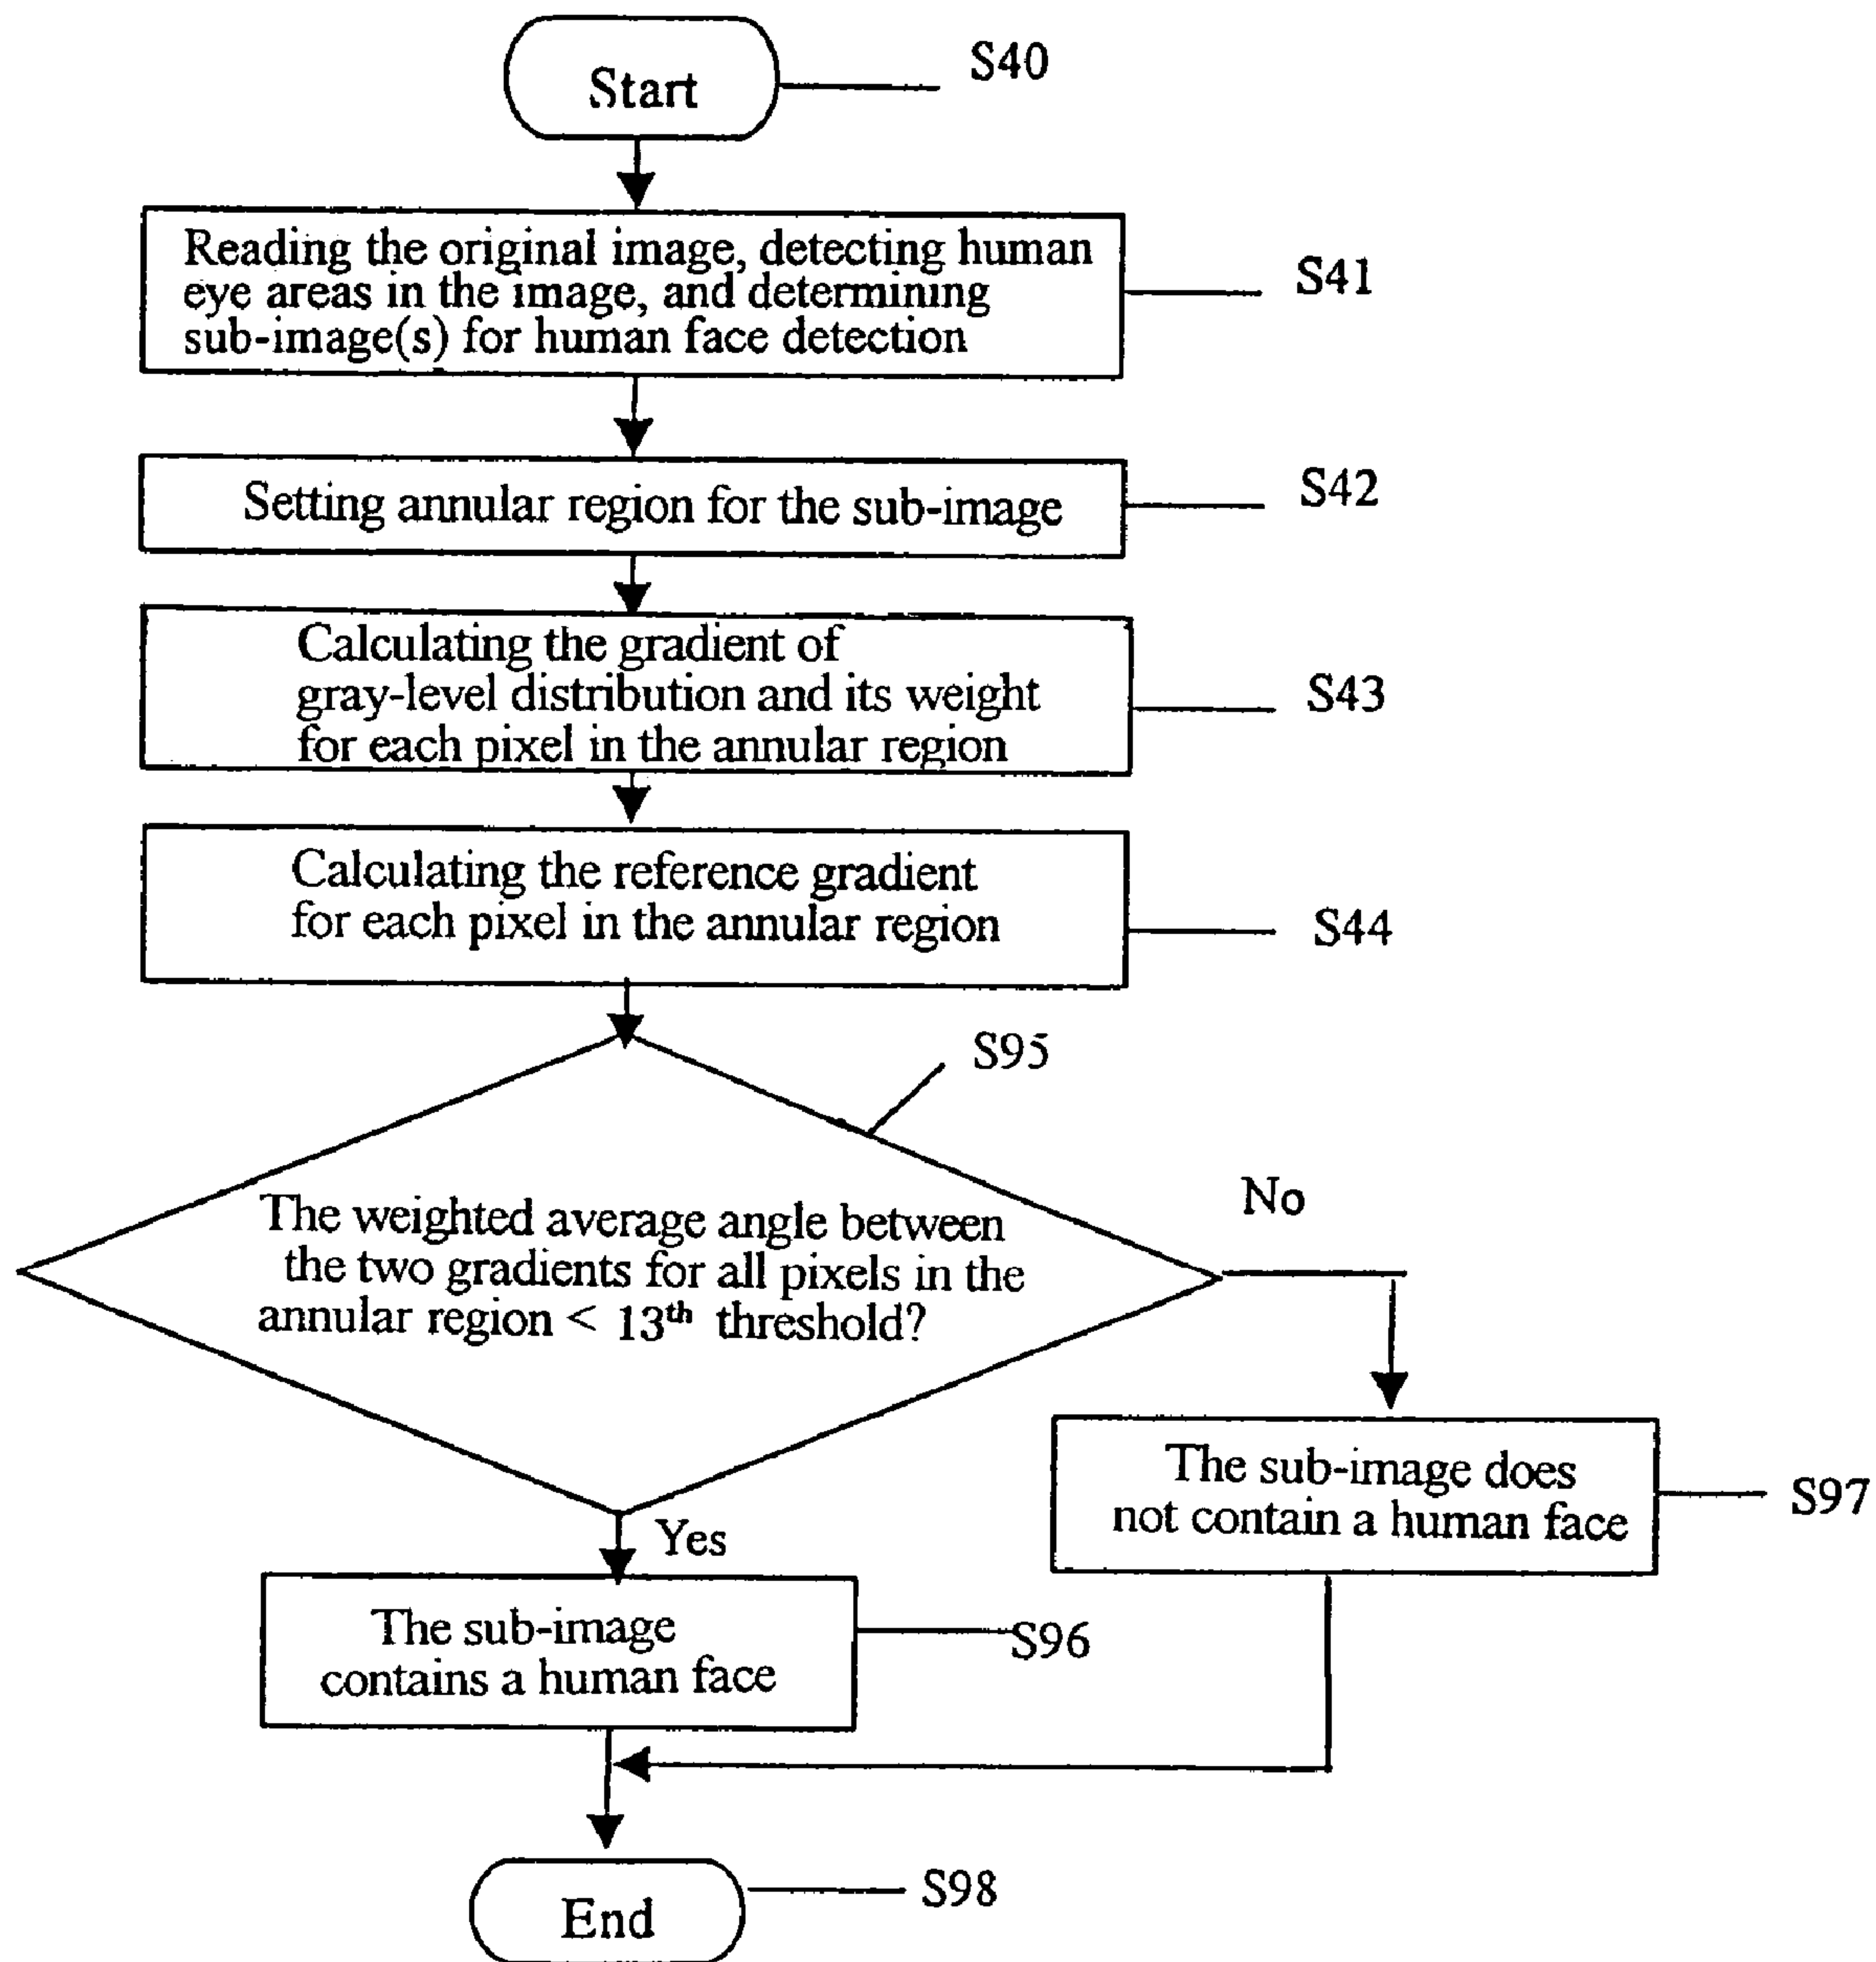 Start
S40
Reading the original image, detecting human
eye areas in the image, and determining
sub-image(s) for human face detection
S41
Setting annular region for the sub-image
S42
Calculating the gradient of
gray-level distribution and its weight
for each pixel in the annular region
S43
Calculating the reference gradient
for each pixel in the annular region
S44
S95
The weighted average angle between
the two gradients for all pixels in the
annular region < 13th threshold?
No
Yes
The sub-image does
not contain a human face
S97
The sub-image
contains a human face
S96
End
S98